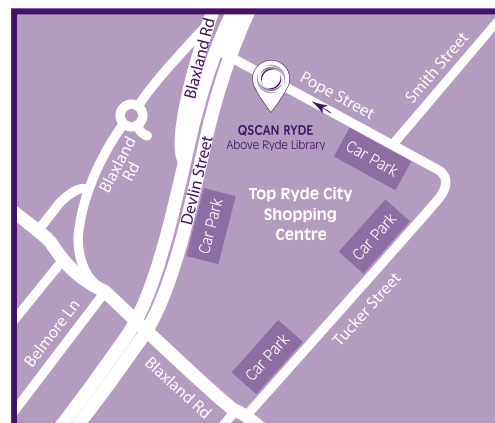 Blaxland Rd
Smith Street
Pope Street
QSCAN RYDE
Above Ryde Library
Car Park
Blaxland
Rd
Devlin Street
Car Park
Top Ryde City
Shopping
Centre
Car Park
Tucker Street
Belmore Ln
Car Park
Blaxland Rd